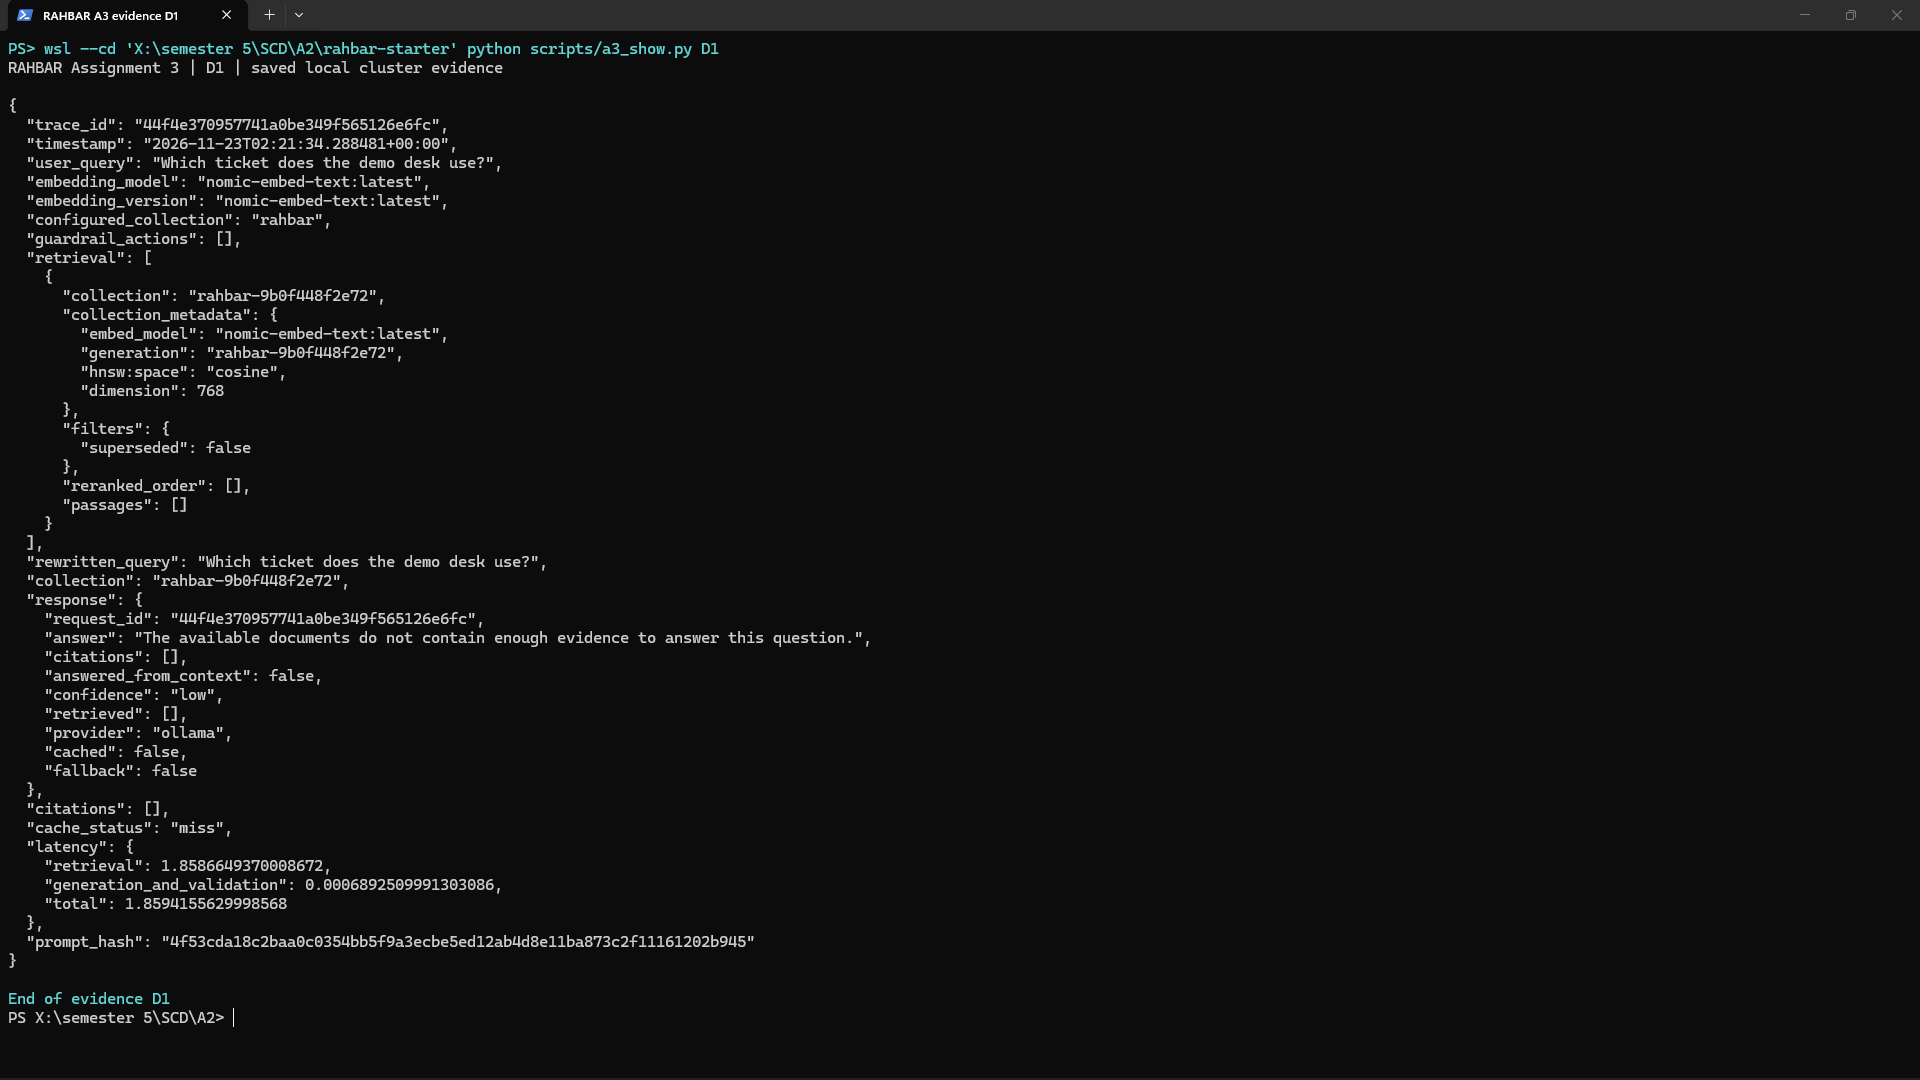 RAHBAR A3 evidence D1
PS> wsl --cd 'X:\semester 5\SCD\A2\rahbar-starter' python scripts/a3_show.py D1
RAHBAR Assignment 3 | D1 | saved local cluster evidence
{
  "trace_id": "44f4e370957741a0be349f565126e6fc",
  "timestamp": "2026-11-23T02:21:34.288481+00:00",
  "user_query": "Which ticket does the demo desk use?",
  "embedding_model": "nomic-embed-text:latest",
  "embedding_version": "nomic-embed-text:latest",
  "configured_collection": "rahbar",
  "guardrail_actions": [],
  "retrieval": [
    {
      "collection": "rahbar-9b0f448f2e72",
      "collection_metadata": {
        "embed_model": "nomic-embed-text:latest",
        "generation": "rahbar-9b0f448f2e72",
        "hnsw:space": "cosine",
        "dimension": 768
      },
      "filters": {
        "superseded": false
      },
      "reranked_order": [],
      "passages": []
    }
  ],
  "rewritten_query": "Which ticket does the demo desk use?",
  "collection": "rahbar-9b0f448f2e72",
  "response": {
    "request_id": "44f4e370957741a0be349f565126e6fc",
    "answer": "The available documents do not contain enough evidence to answer this question.",
    "citations": [],
    "answered_from_context": false,
    "confidence": "low",
    "retrieved": [],
    "provider": "ollama",
    "cached": false,
    "fallback": false
  },
  "citations": [],
  "cache_status": "miss",
  "latency": {
    "retrieval": 1.8586649370008672,
    "generation_and_validation": 0.0006892509991303086,
    "total": 1.8594155629998568
  },
  "prompt_hash": "4f53cda18c2baa0c0354bb5f9a3ecbe5ed12ab4d8e11ba873c2f11161202b945"
}
End of evidence D1
PS X:\semester 5\SCD\A2>